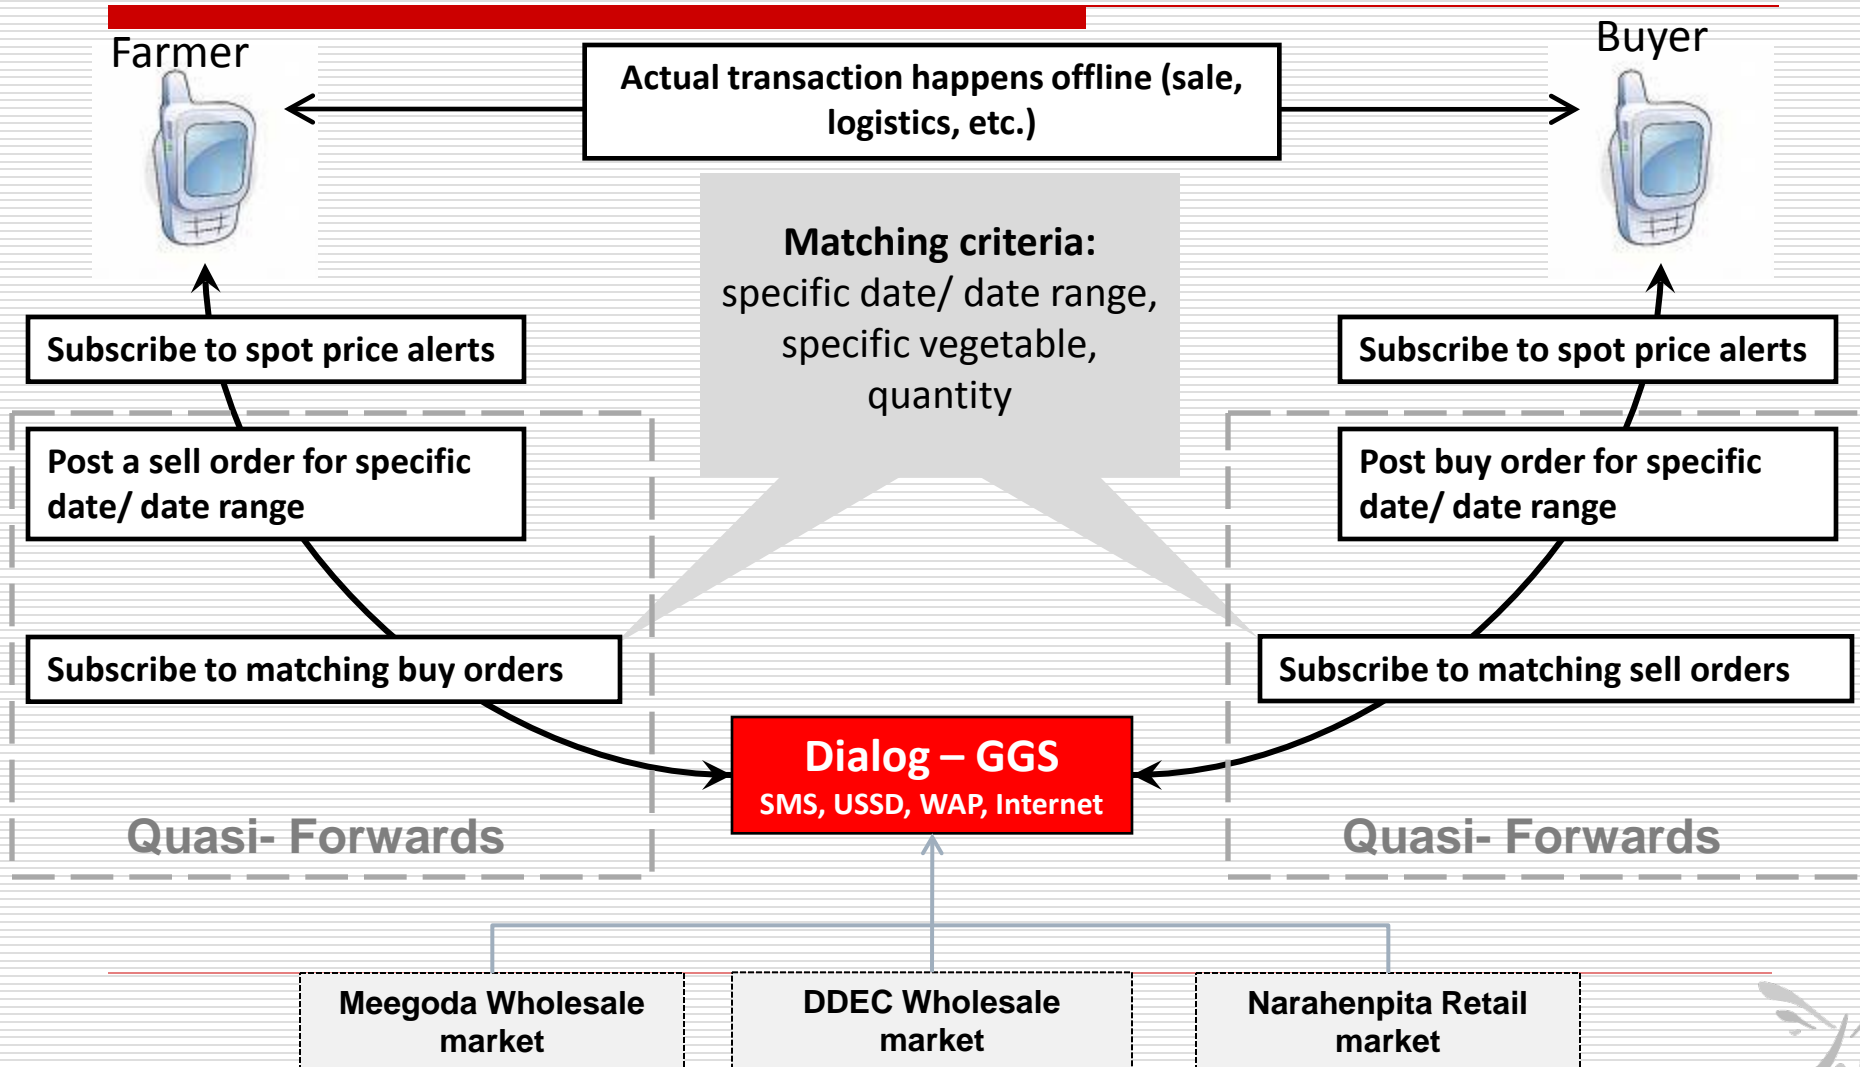 Farmer
Buyer
Actual transaction happens offline (sale,
logistics, etc.)
Matching criteria:
specific date/ date range,
specific vegetable,
quantity
Subscribe to spot price alerts
Post a sell order for specific
date/ date range
Subscribe to matching buy orders
Quasi- Forwards
Subscribe to spot price alerts
Post buy order for specific
date/ date range
Subscribe to matching sell orders
Quasi- Forwards
Dialog – GGS
SMS, USSD, WAP, Internet
Meegoda Wholesale
market
DDEC Wholesale
market
Narahenpita Retail
market